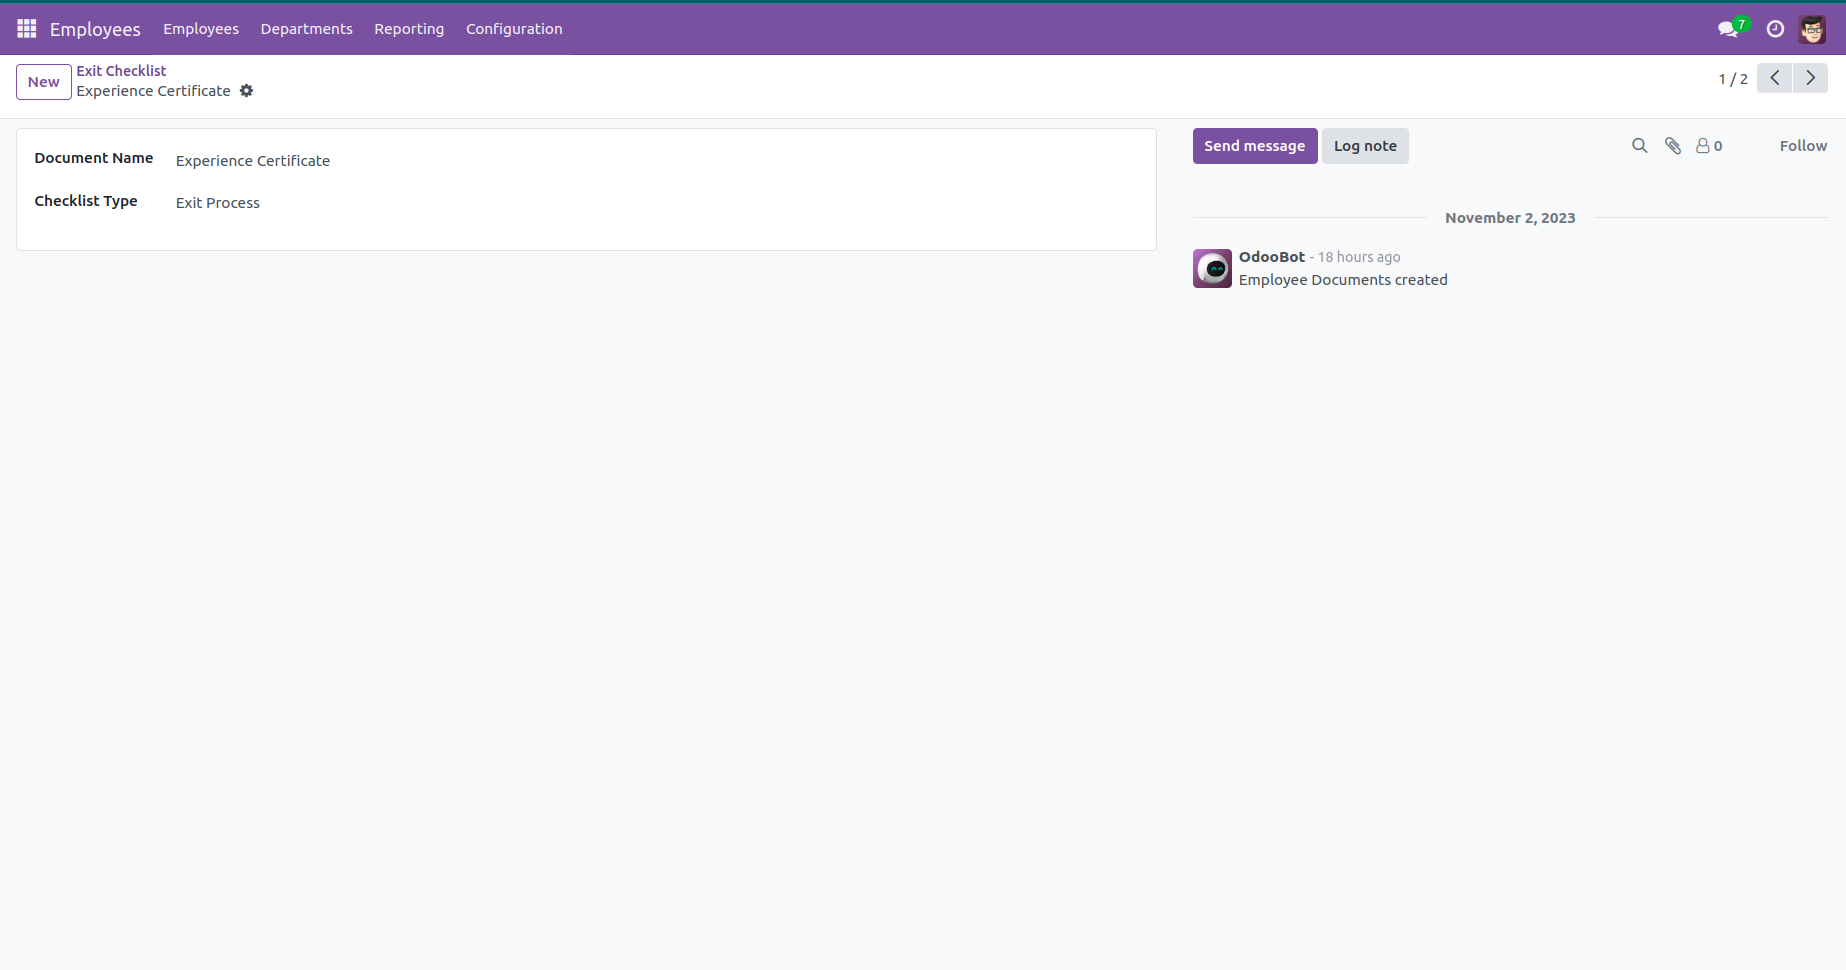 Employees Employees Departments Reporting Configuration 7
New Exit Checklist
Experience Certificate
1 / 2
Document Name Experience Certificate
Checklist Type Exit Process
Send message Log note 0 Follow
November 2, 2023
OdooBot - 18 hours ago
Employee Documents created